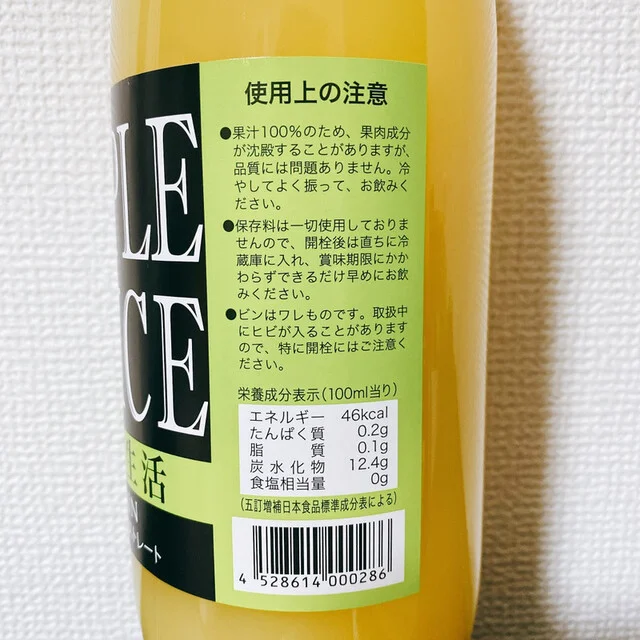 PLE
ICE
生活
N
レート
使用上の注意
●果汁100%のため、果肉成分
が沈殿することがありますが、
品質には問題ありません。冷
やしてよく振って、お飲みく
ださい。
●保存料は一切使用しておりま
せんので、開栓後は直ちに冷
蔵庫に入れ、賞味期限にかか
わらずできるだけ早めにお飲
みください。
●ビンはワレものです。取扱中
にヒビが入ることがあります
ので、特に開栓にはご注意く
ださい。
栄養成分表示(100ml当り)
エネルギー 46kcal
たんぱく質 0.2g
脂質 0.1g
炭水化物 12.4g
食塩相当量 0g
(五訂増補日本食品標準成分表による)
4 528614 000286